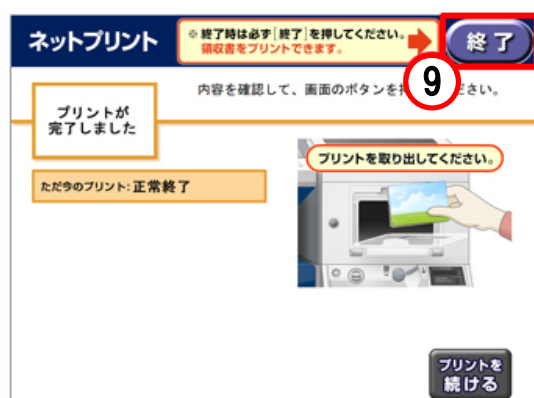 ネットプリント
※終了時は必ず[終了]を押してください。
領収書をプリントできます。
終了
9
内容を確認して、画面のボタンを
さい。
プリントが
完了しました
プリントを取り出してください。
ただ今のプリント:正常終了
プリントを
続ける